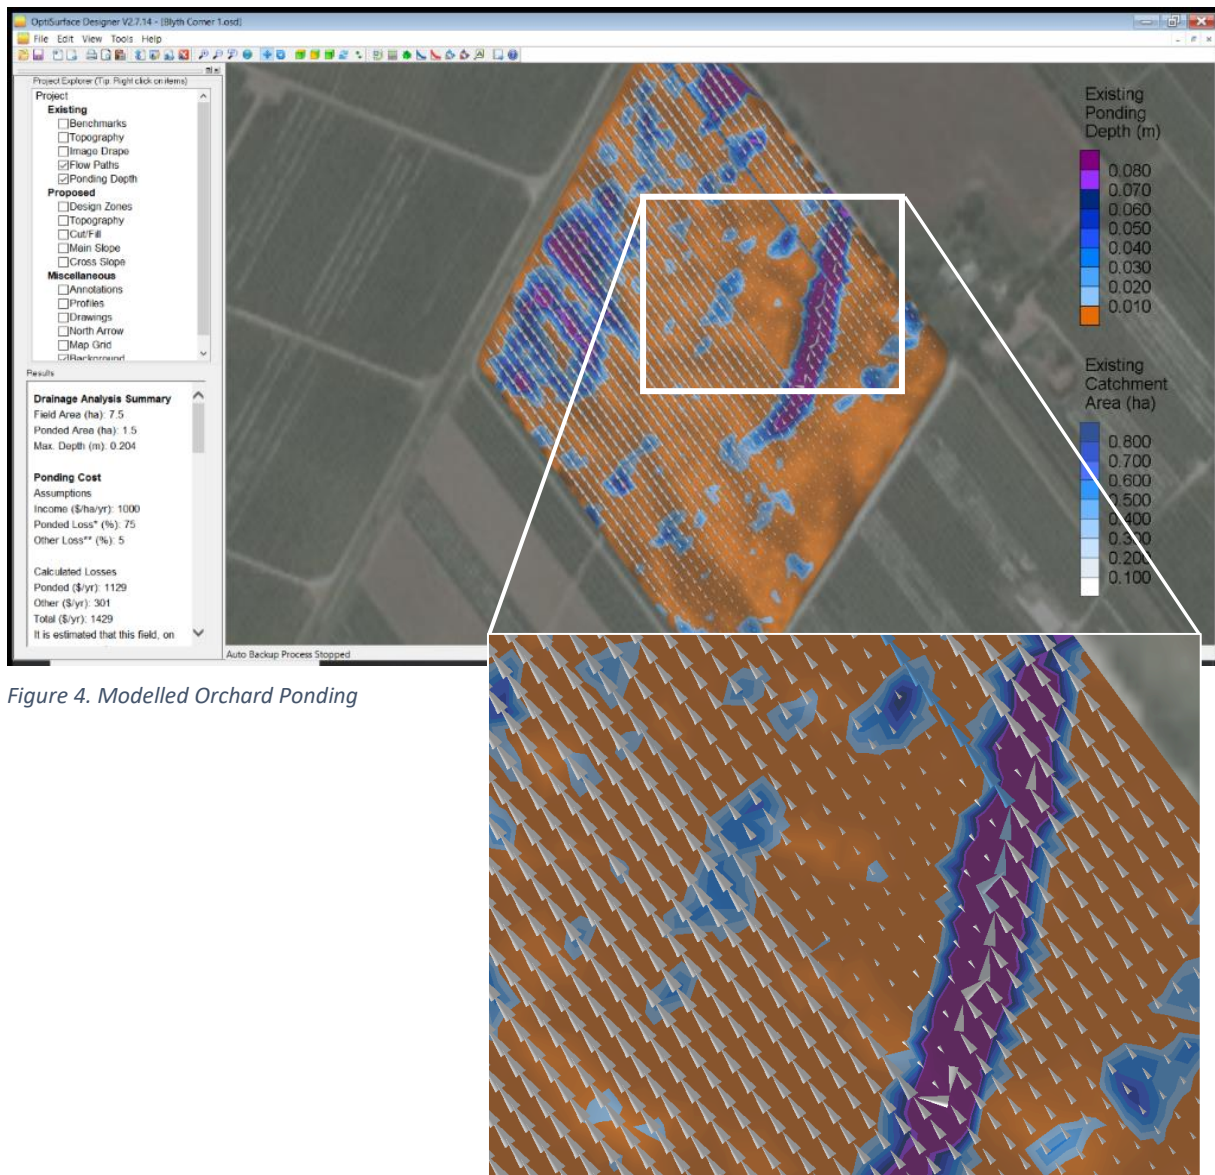 OptiSurface Designer V2.7.14 - [Blyth Corner 1.osd]
File Edit View Tools Help
Project Explorer (Tip: Right click on items)
Project
Existing
Benchmarks
Topography
Image Drape
Flow Paths
Ponding Depth
Proposed
Design Zones
Topography
Cut/Fill
Main Slope
Cross Slope
Miscellaneous
Annotations
Profiles
Drawings
North Arrow
Map Grid
Background
Results
Drainage Analysis Summary
Field Area (ha): 7.5
Ponded Area (ha): 1.5
Max. Depth (m): 0.204
Ponding Cost
Assumptions
Income ($/ha/yr): 1000
Ponded Loss* (%): 75
Other Loss** (%): 5
Calculated Losses
Ponded ($/yr): 1129
Other ($/yr): 301
Total ($/yr): 1429
It is estimated that this field, on
Auto Backup Process Stopped
Existing
Ponding
Depth (m)
0.080
0.070
0.060
0.050
0.040
0.030
0.020
0.010
Existing
Catchment
Area (ha)
0.800
0.700
0.600
0.500
0.400
0.300
0.200
0.100
Figure 4. Modelled Orchard Ponding